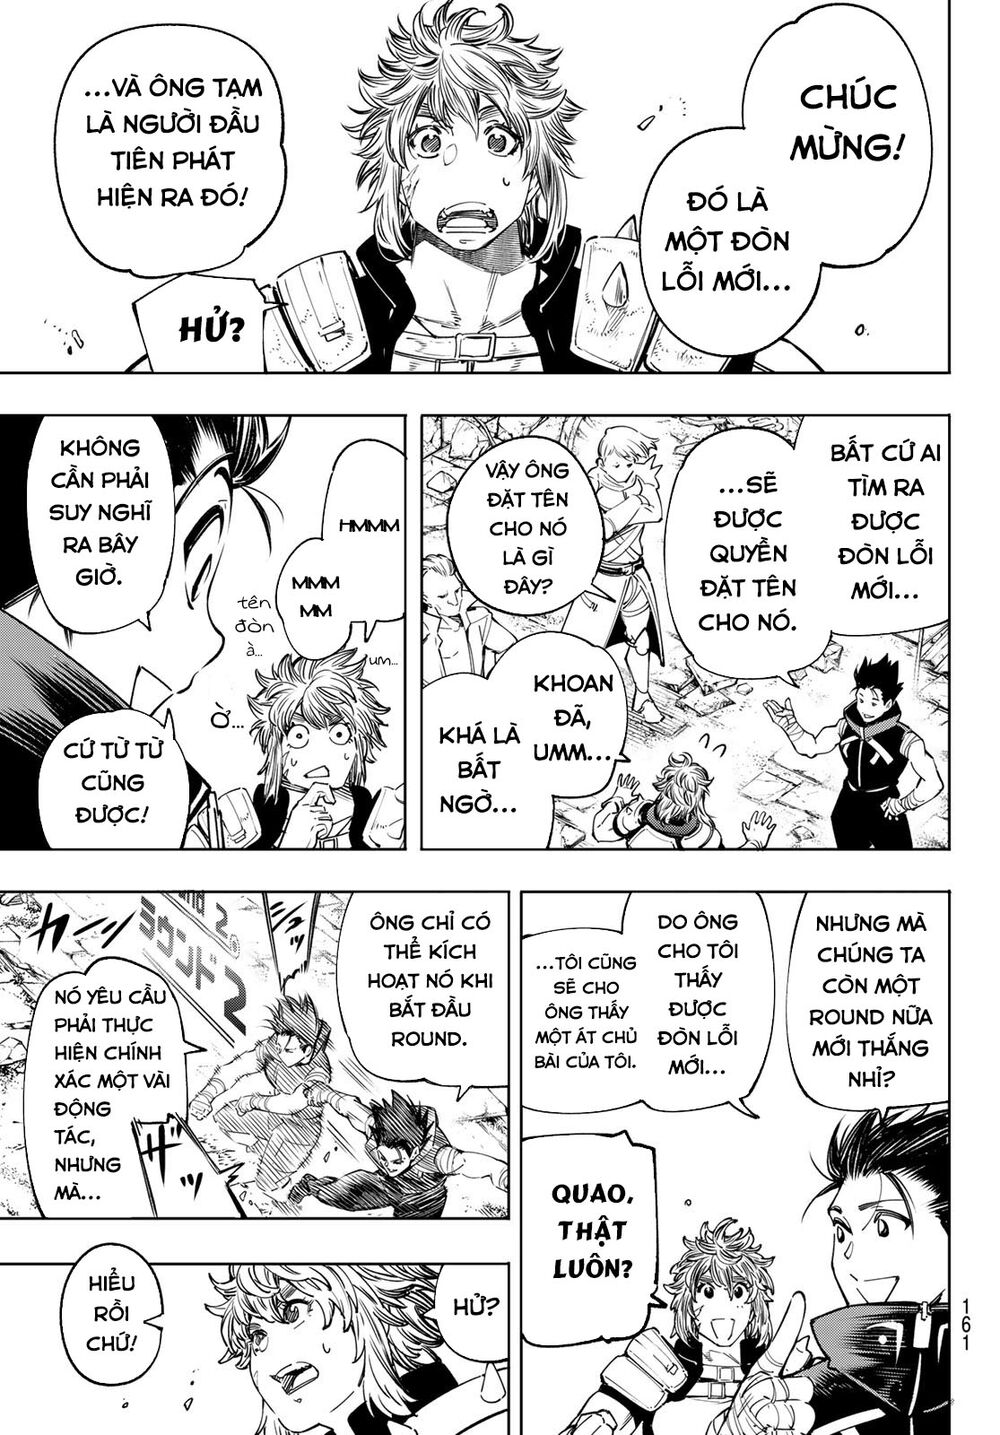 CHÚC
MỪNG!
ĐÓ LÀ
MỘT ĐÒN
LỖI MỚI...
...VÀ ÔNG TẠM
LÀ NGƯỜI ĐẦU
TIÊN PHÁT
HIỆN RA ĐÓ!
HỬ?
BẤT CỨ AI
TÌM RA
ĐƯỢC
ĐÒN LỖI
MỚI...
...SẼ
ĐƯỢC
QUYỀN
ĐẶT TÊN
CHO NÓ.
VẬY ÔNG
ĐẶT TÊN
CHO NÓ
LÀ GÌ
ĐÂY?
KHOAN
ĐÃ,
UMM...
KHÁ LÀ
BẤT
NGỜ...
HMMM
MMM
MM
um...
tên
đòn
à...
Ờ...
KHÔNG
CẦN PHẢI
SUY NGHĨ
RA BÂY
GIỜ.
CỨ TỪ TỪ
CŨNG
ĐƯỢC!
NHƯNG MÀ
CHÚNG TA
CÒN MỘT
ROUND NỮA
MỚI THẮNG
NHỈ?
DO ÔNG
CHO TÔI
THẤY
ĐƯỢC
ĐÒN LỖI
MỚI...
...TÔI CŨNG
SẼ CHO
ÔNG THẤY
MỘT ÁT CHỦ
BÀI CỦA TÔI.
QUAO,
THẬT
LUÔN?
ÔNG CHỈ CÓ
THỂ KÍCH
HOẠT NÓ KHI
BẮT ĐẦU
ROUND.
ラウンド2
NÓ YÊU CẦU
PHẢI THỰC
HIỆN CHÍNH
XÁC MỘT VÀI
ĐỘNG
TÁC,
NHƯNG
MÀ...
HỬ?
HIỂU
RỒI
CHỨ!
161